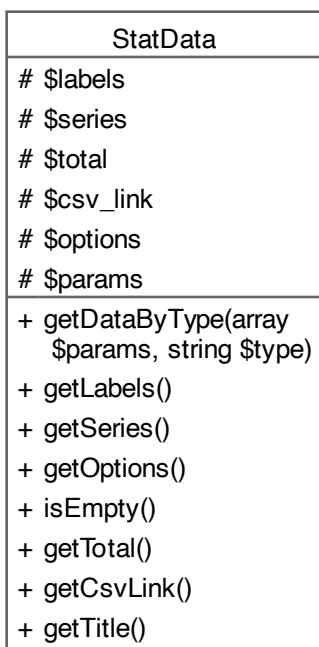 StatData
# $labels
# $series
# $total
# $csv_link
# $options
# $params
+ getDataByType(array
$params, string $type)
+ getLabels()
+ getSeries()
+ getOptions()
+ isEmpty()
+ getTotal()
+ getCsvLink()
+ getTitle()